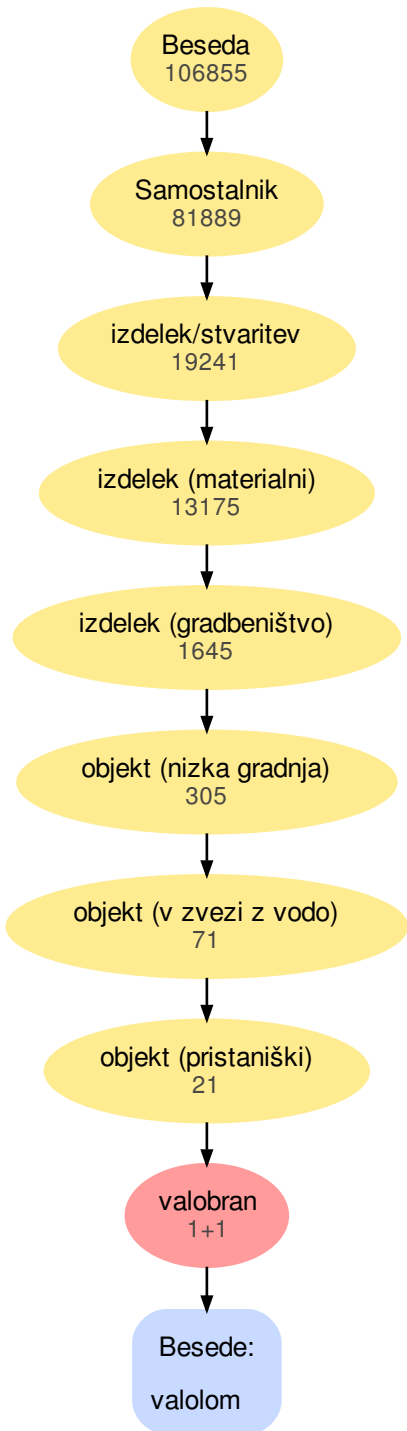 Beseda
106855
Samostalnik
81889
izdelek/stvaritev
19241
izdelek (materialni)
13175
izdelek (gradbeništvo)
1645
objekt (nizka gradnja)
305
objekt (v zvezi z vodo)
71
objekt (pristaniški)
21
valobran
1+1
Besede:
valolom